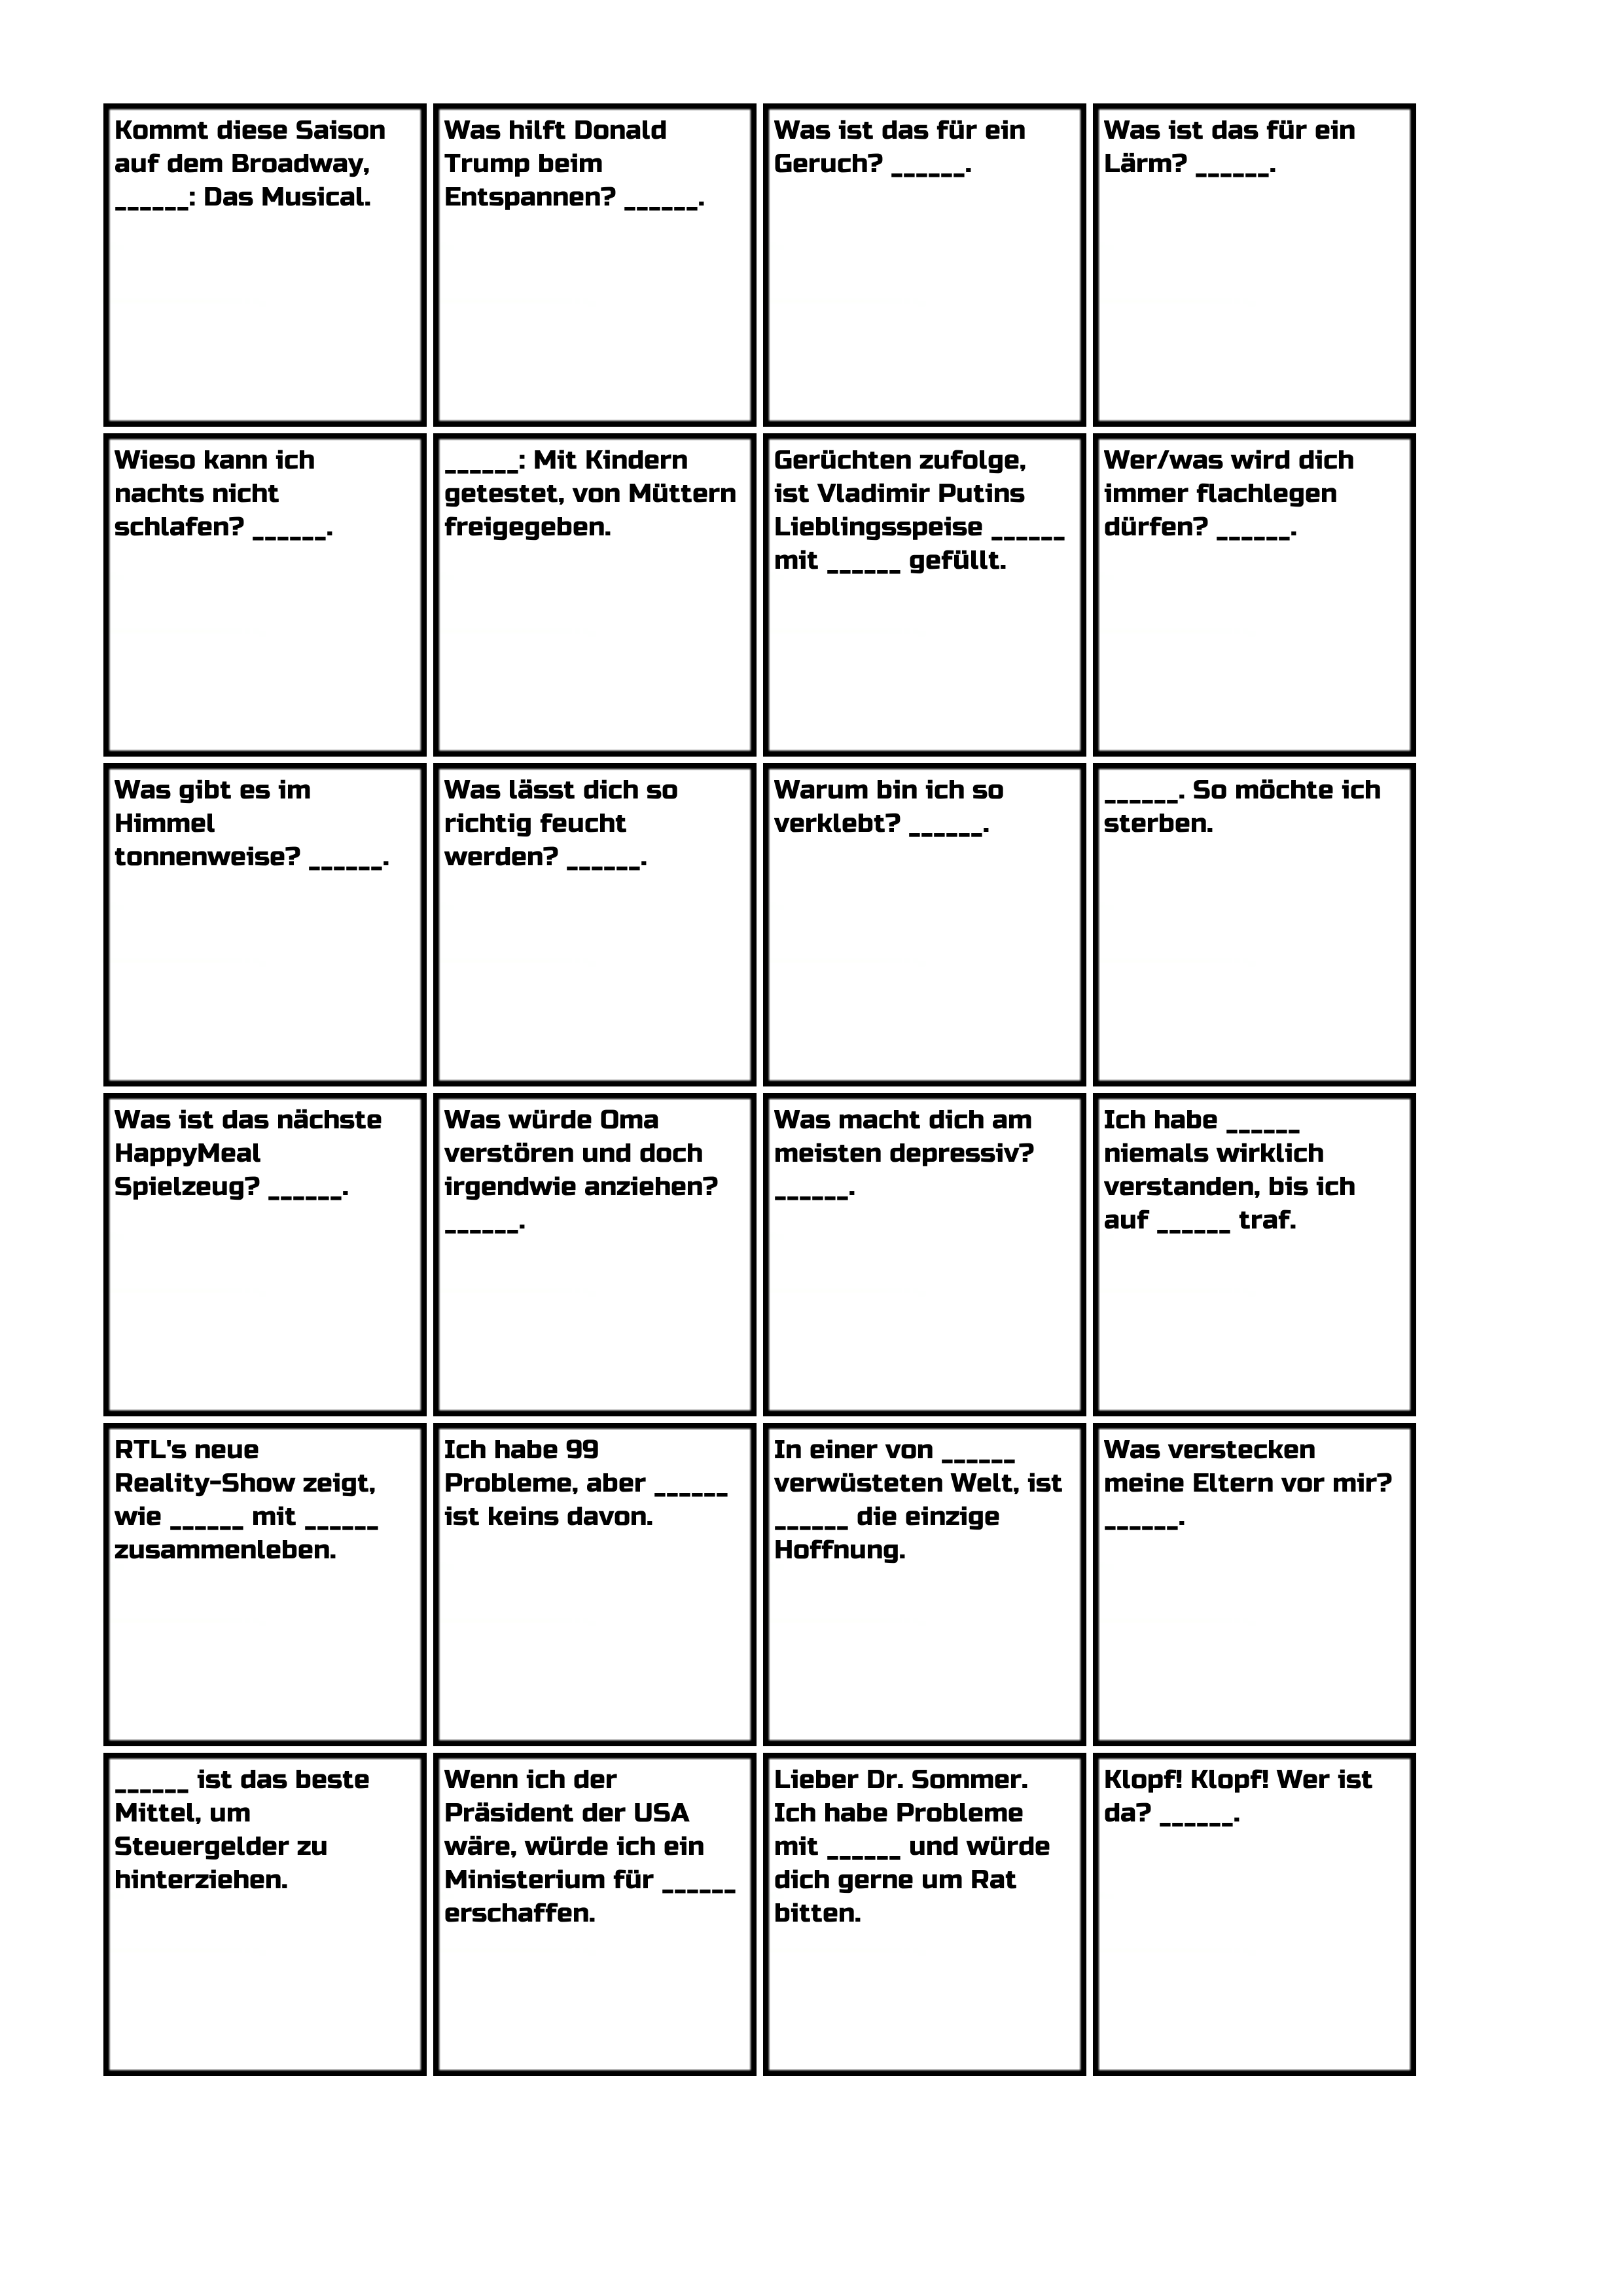 Kommt diese Saison
auf dem Broadway,
______: Das Musical.
Was hilft Donald
Trump beim
Entspannen? ______.
Was ist das für ein
Geruch? ______.
Was ist das für ein
Lärm? ______.
Wieso kann ich
nachts nicht
schlafen? ______.
______: Mit Kindern
getestet, von Müttern
freigegeben.
Gerüchten zufolge,
ist Vladimir Putins
Lieblingsspeise ______
mit ______ gefüllt.
Wer/was wird dich
immer flachlegen
dürfen? ______.
Was gibt es im
Himmel
tonnenweise? ______.
Was lässt dich so
richtig feucht
werden? ______.
Warum bin ich so
verklebt? ______.
______. So möchte ich
sterben.
Was ist das nächste
HappyMeal
Spielzeug? ______.
Was würde Oma
verstören und doch
irgendwie anziehen?
______.
Was macht dich am
meisten depressiv?
______.
Ich habe ______
niemals wirklich
verstanden, bis ich
auf ______ traf.
RTL's neue
Reality-Show zeigt,
wie ______ mit ______
zusammenleben.
Ich habe 99
Probleme, aber ______
ist keins davon.
In einer von ______
verwüsteten Welt, ist
______ die einzige
Hoffnung.
Was verstecken
meine Eltern vor mir?
______.
______ ist das beste
Mittel, um
Steuergelder zu
hinterziehen.
Wenn ich der
Präsident der USA
wäre, würde ich ein
Ministerium für ______
erschaffen.
Lieber Dr. Sommer.
Ich habe Probleme
mit ______ und würde
dich gerne um Rat
bitten.
Klopf! Klopf! Wer ist
da? ______.